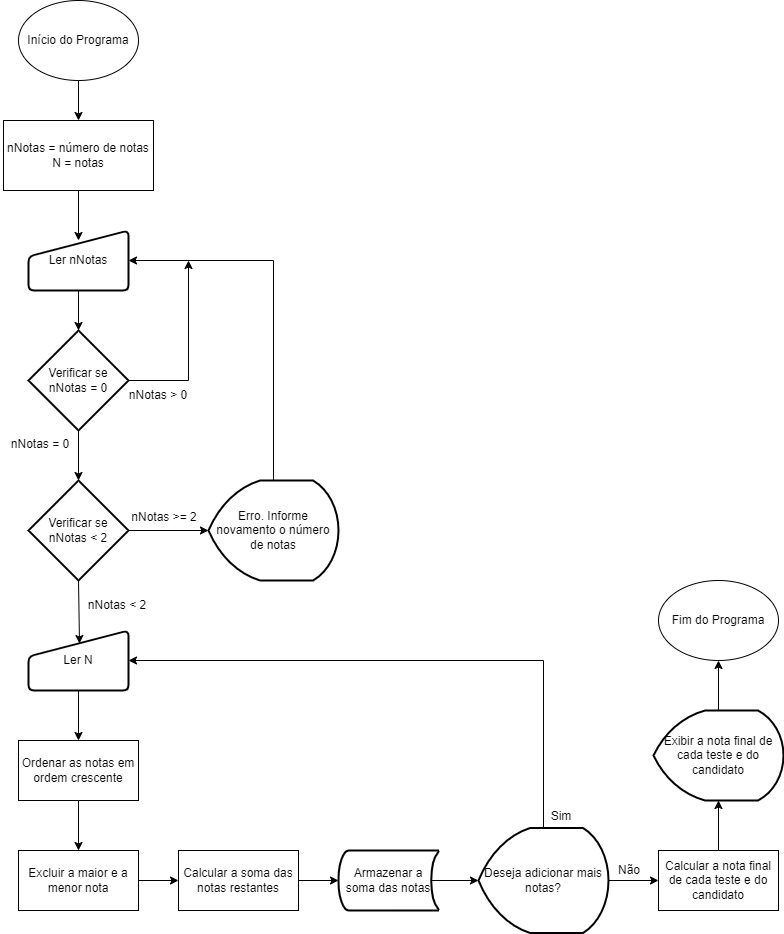 Início do Programa
nNotas = número de notas
N = notas
Ler nNotas
Verificar se
nNotas = 0
nNotas > 0
nNotas = 0
Verificar se
nNotas < 2
nNotas >= 2
Erro. Informe
novamento o número
de notas
nNotas < 2
Ler N
Ordenar as notas em
ordem crescente
Excluir a maior e a
menor nota
Calcular a soma das
notas restantes
Armazenar a
soma das notas
Deseja adicionar mais
notas?
Sim
Não
Calcular a nota final
de cada teste e do
candidato
Exibir a nota final de
cada teste e do
candidato
Fim do Programa